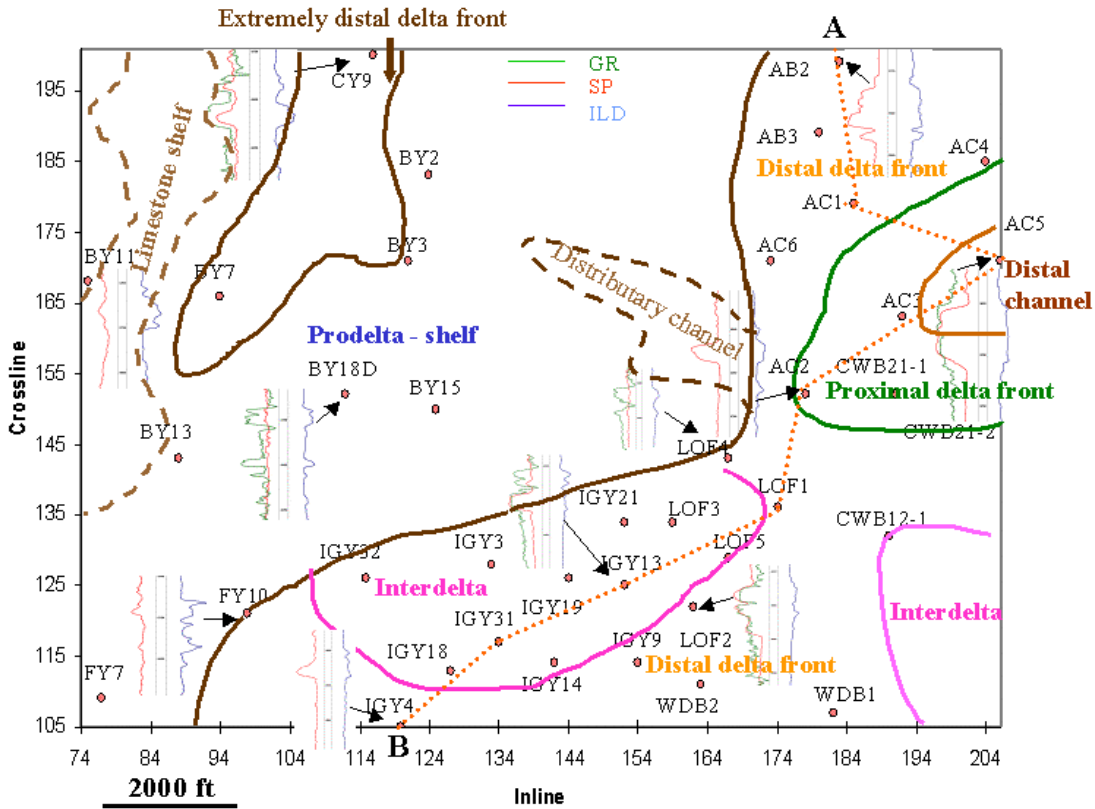 Extremely distal delta front
A
GR
SP
ILD
CY9
AB2
AB3
BY2
AC4
Distal delta front
Limestone shelf
AC1
BY11
BY7
BY3
AC6
AC5
Distributary channel
Distal
channel
AC3
Prodelta - shelf
BY18D
BY15
AC2
CWB21-1
Proximal delta front
BY13
LOF4
CWB21-2
IGY21
LOF3
LOF1
CWB12-1
IGY32
IGY3
IGY13
LOF5
Interdelta
FY10
IGY31
IGY19
Interdelta
IGY18
IGY9
LOF2
FY7
IGY14
Distal delta front
IGY4
WDB2
WDB1
B
Crossline
195
185
175
165
155
145
135
125
115
105
74 84 94 104 114 124 134 144 154 164 174 184 194 204
2000 ft
Inline